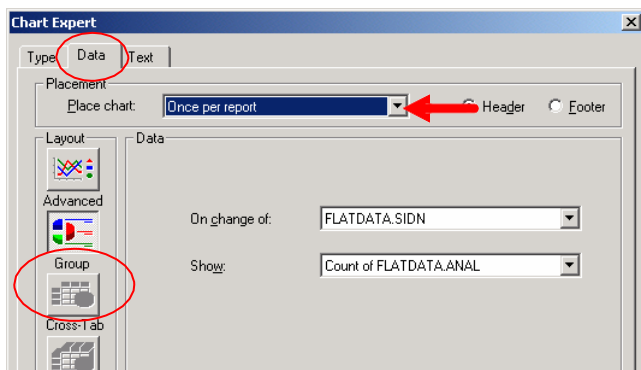 Chart Expert
Type Data Text
Placement
Place chart: Once per report Header Footer
Layout Data
Advanced
On change of: FLATDATA.SIDN
Group
Show: Count of FLATDATA.ANAL
Cross-Tab